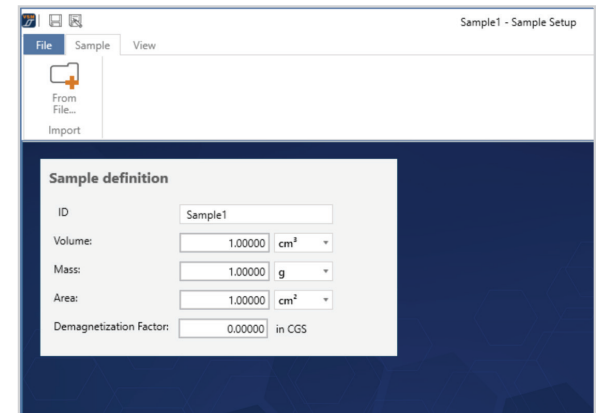 Sample1 - Sample Setup
File Sample View
From
File...
Import
Sample definition
ID Sample1
Volume: 1.00000 cm³
Mass: 1.00000 g
Area: 1.00000 cm²
Demagnetization Factor: 0.00000 in CGS